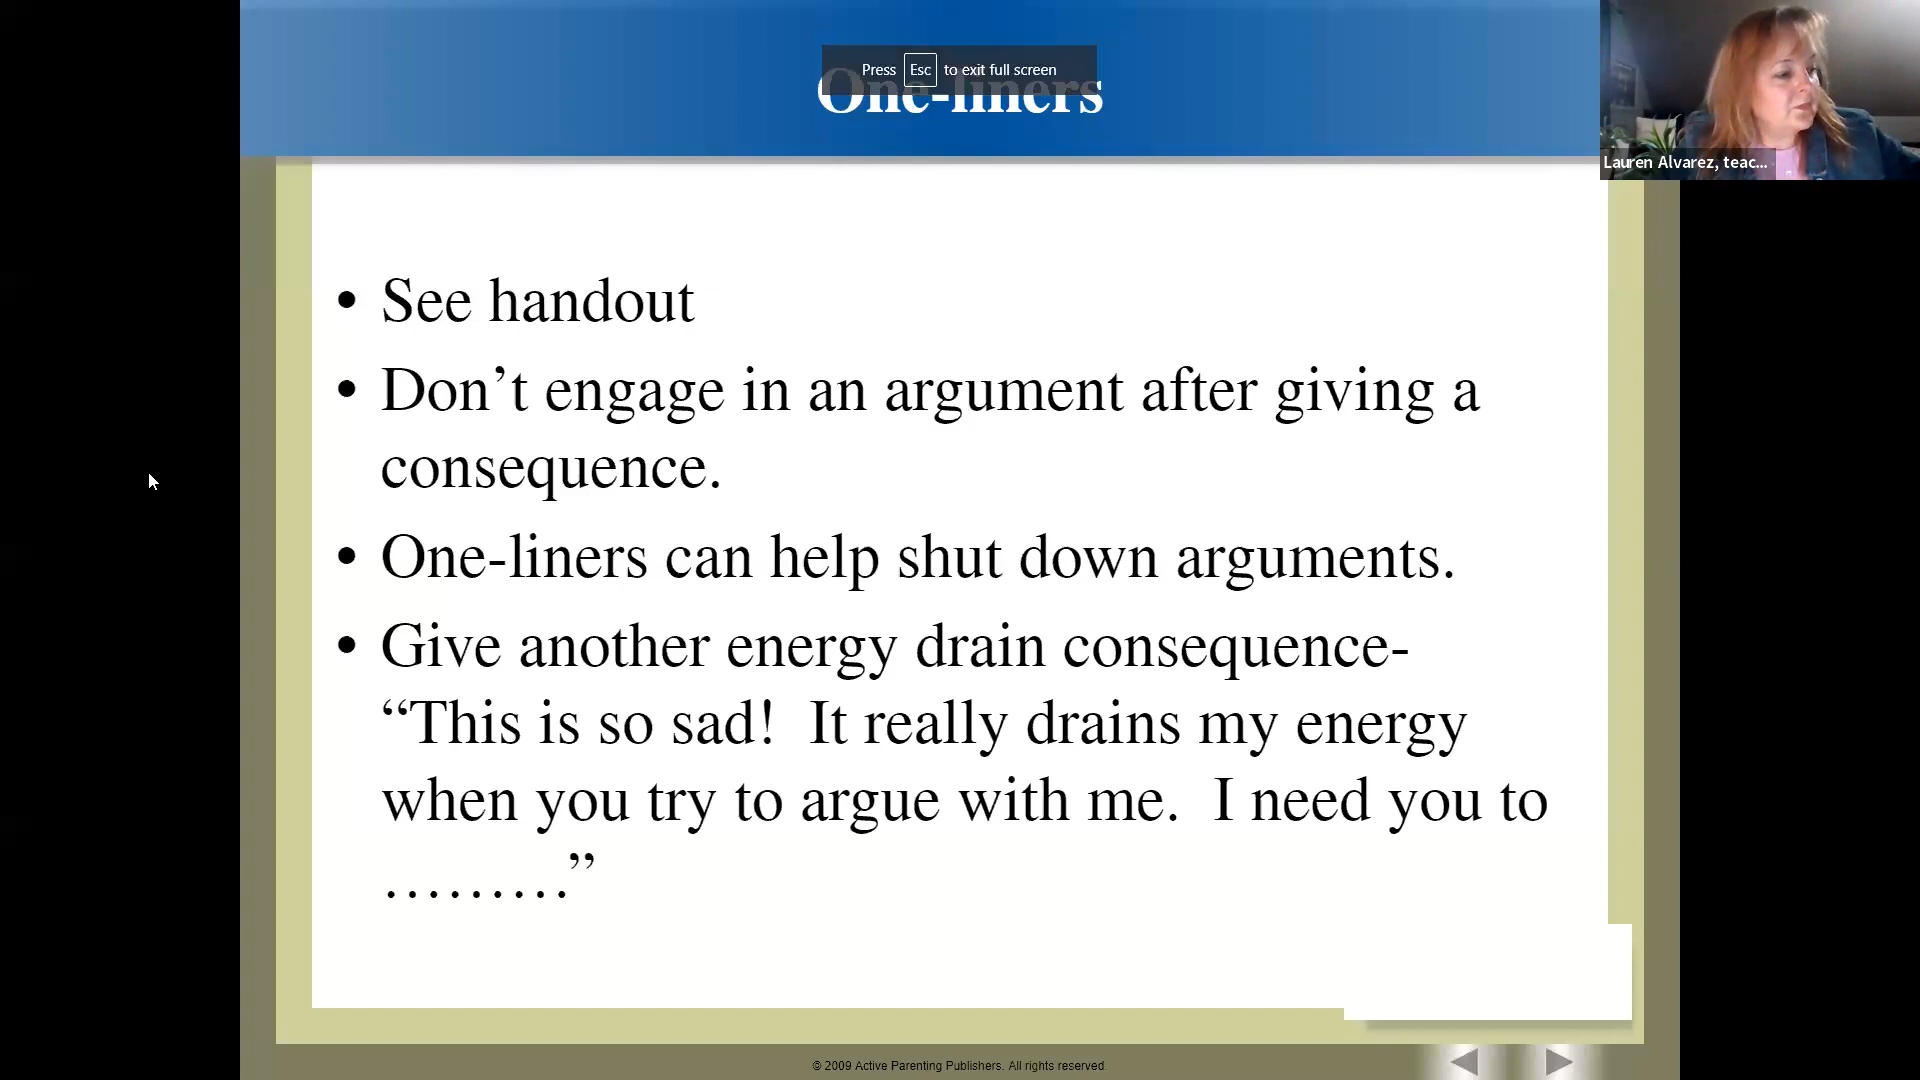 Press Esc to exit full screen
One-liners
Lauren Alvarez, teac...
• See handout
• Don’t engage in an argument after giving a
consequence.
• One-liners can help shut down arguments.
• Give another energy drain consequence-
“This is so sad!  It really drains my energy
when you try to argue with me.  I need you to
………”
© 2009 Active Parenting Publishers. All rights reserved.